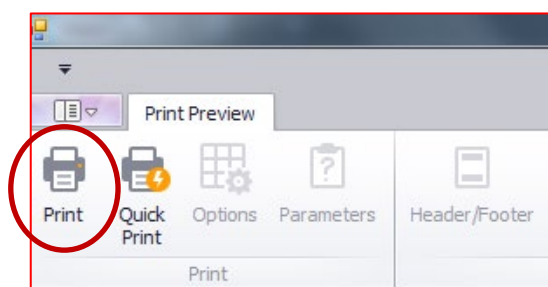 Print Preview
Print
Quick
Print
Options
Parameters
Header/Footer
Print